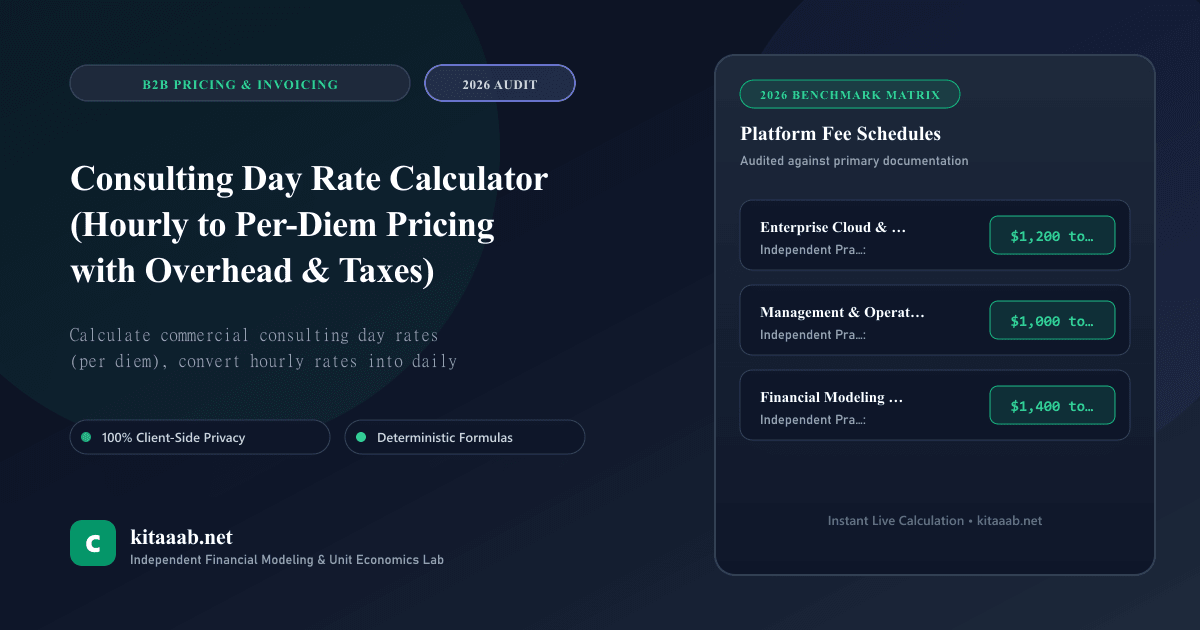 B2B PRICING & INVOICING
2026 AUDIT
Consulting Day Rate Calculator
(Hourly to Per-Diem Pricing
with Overhead & Taxes)
Calculate commercial consulting day rates
(per diem), convert hourly rates into daily
100% Client-Side Privacy
Deterministic Formulas
C
kitaaab.net
Independent Financial Modeling & Unit Economics Lab
2026 BENCHMARK MATRIX
Platform Fee Schedules
Audited against primary documentation
Enterprise Cloud & …
Independent Pra…:
$1,200 to…
Management & Operat…
Independent Pra…:
$1,000 to…
Financial Modeling …
Independent Pra…:
$1,400 to…
Instant Live Calculation • kitaaab.net